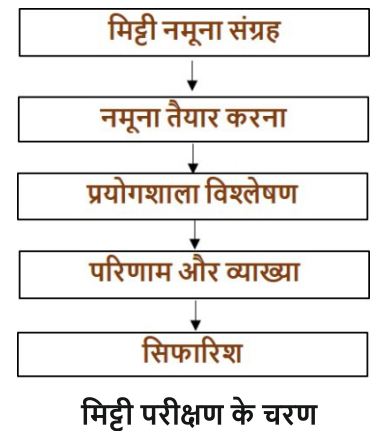 मिट्टी नमूना संग्रह
नमूना तैयार करना
प्रयोगशाला विश्लेषण
परिणाम और व्याख्या
सिफारिश
मिट्टी परीक्षण के चरण